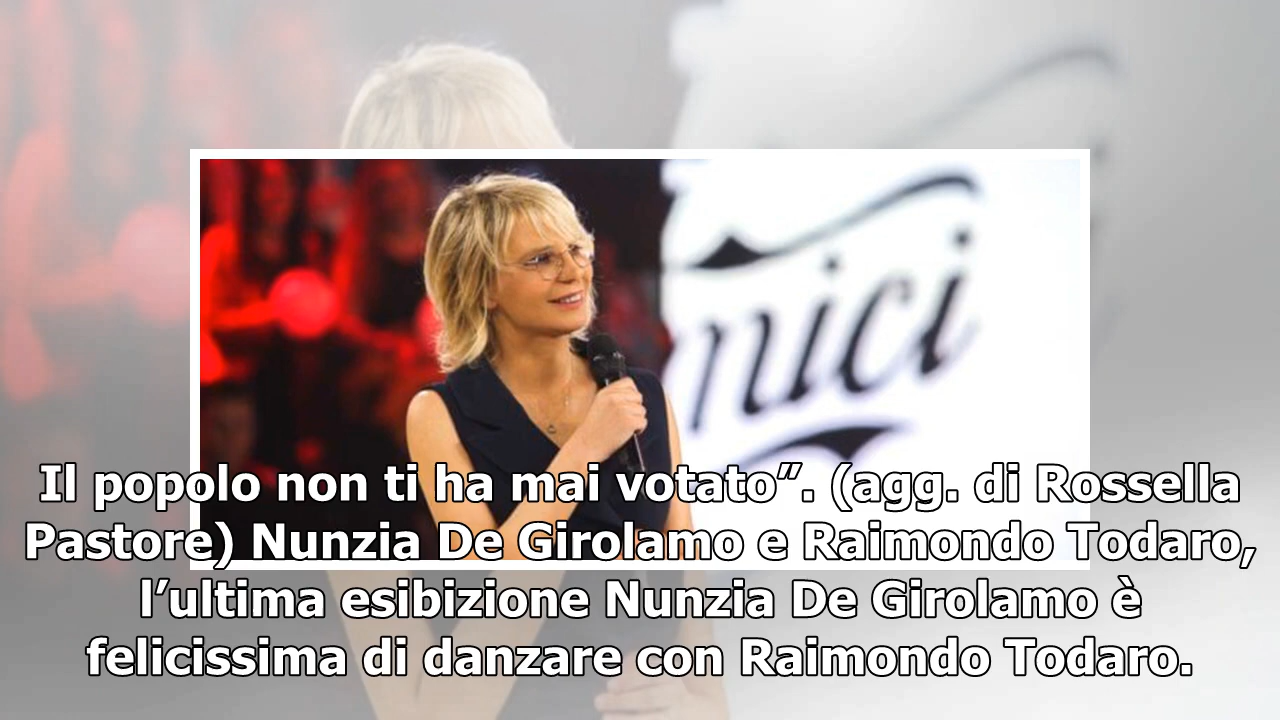 nici
Il popolo non ti ha mai votato”. (agg. di Rossella
Pastore) Nunzia De Girolamo e Raimondo Todaro,
l’ultima esibizione Nunzia De Girolamo è
felicissima di danzare con Raimondo Todaro.